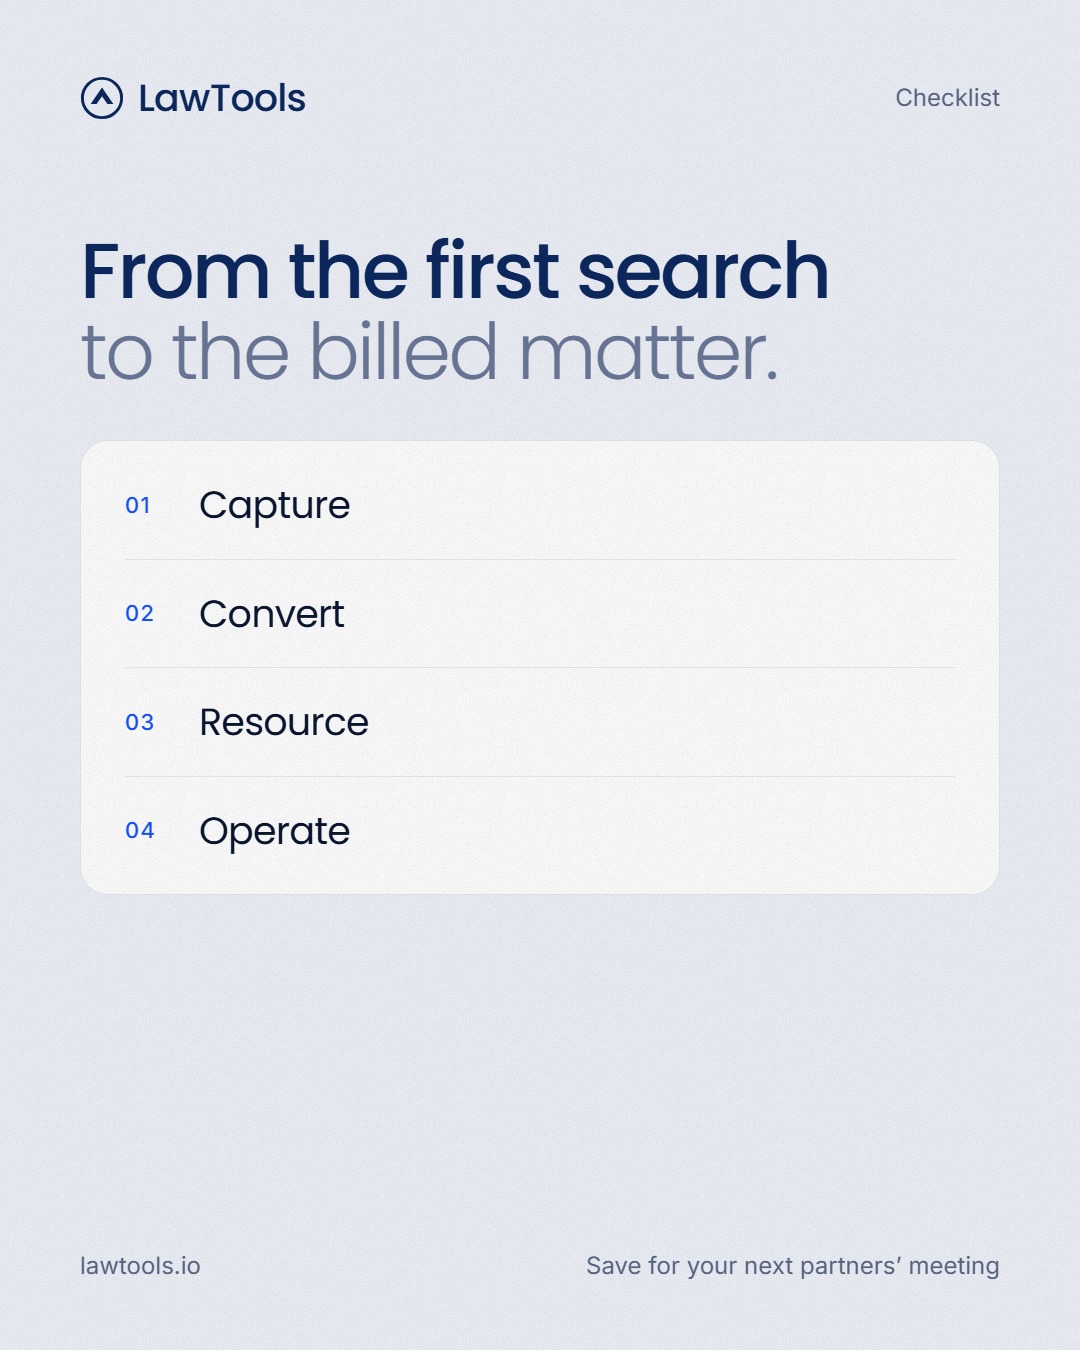 LawTools
Checklist
From the first search
to the billed matter.
01 Capture
02 Convert
03 Resource
04 Operate
lawtools.io
Save for your next partners’ meeting